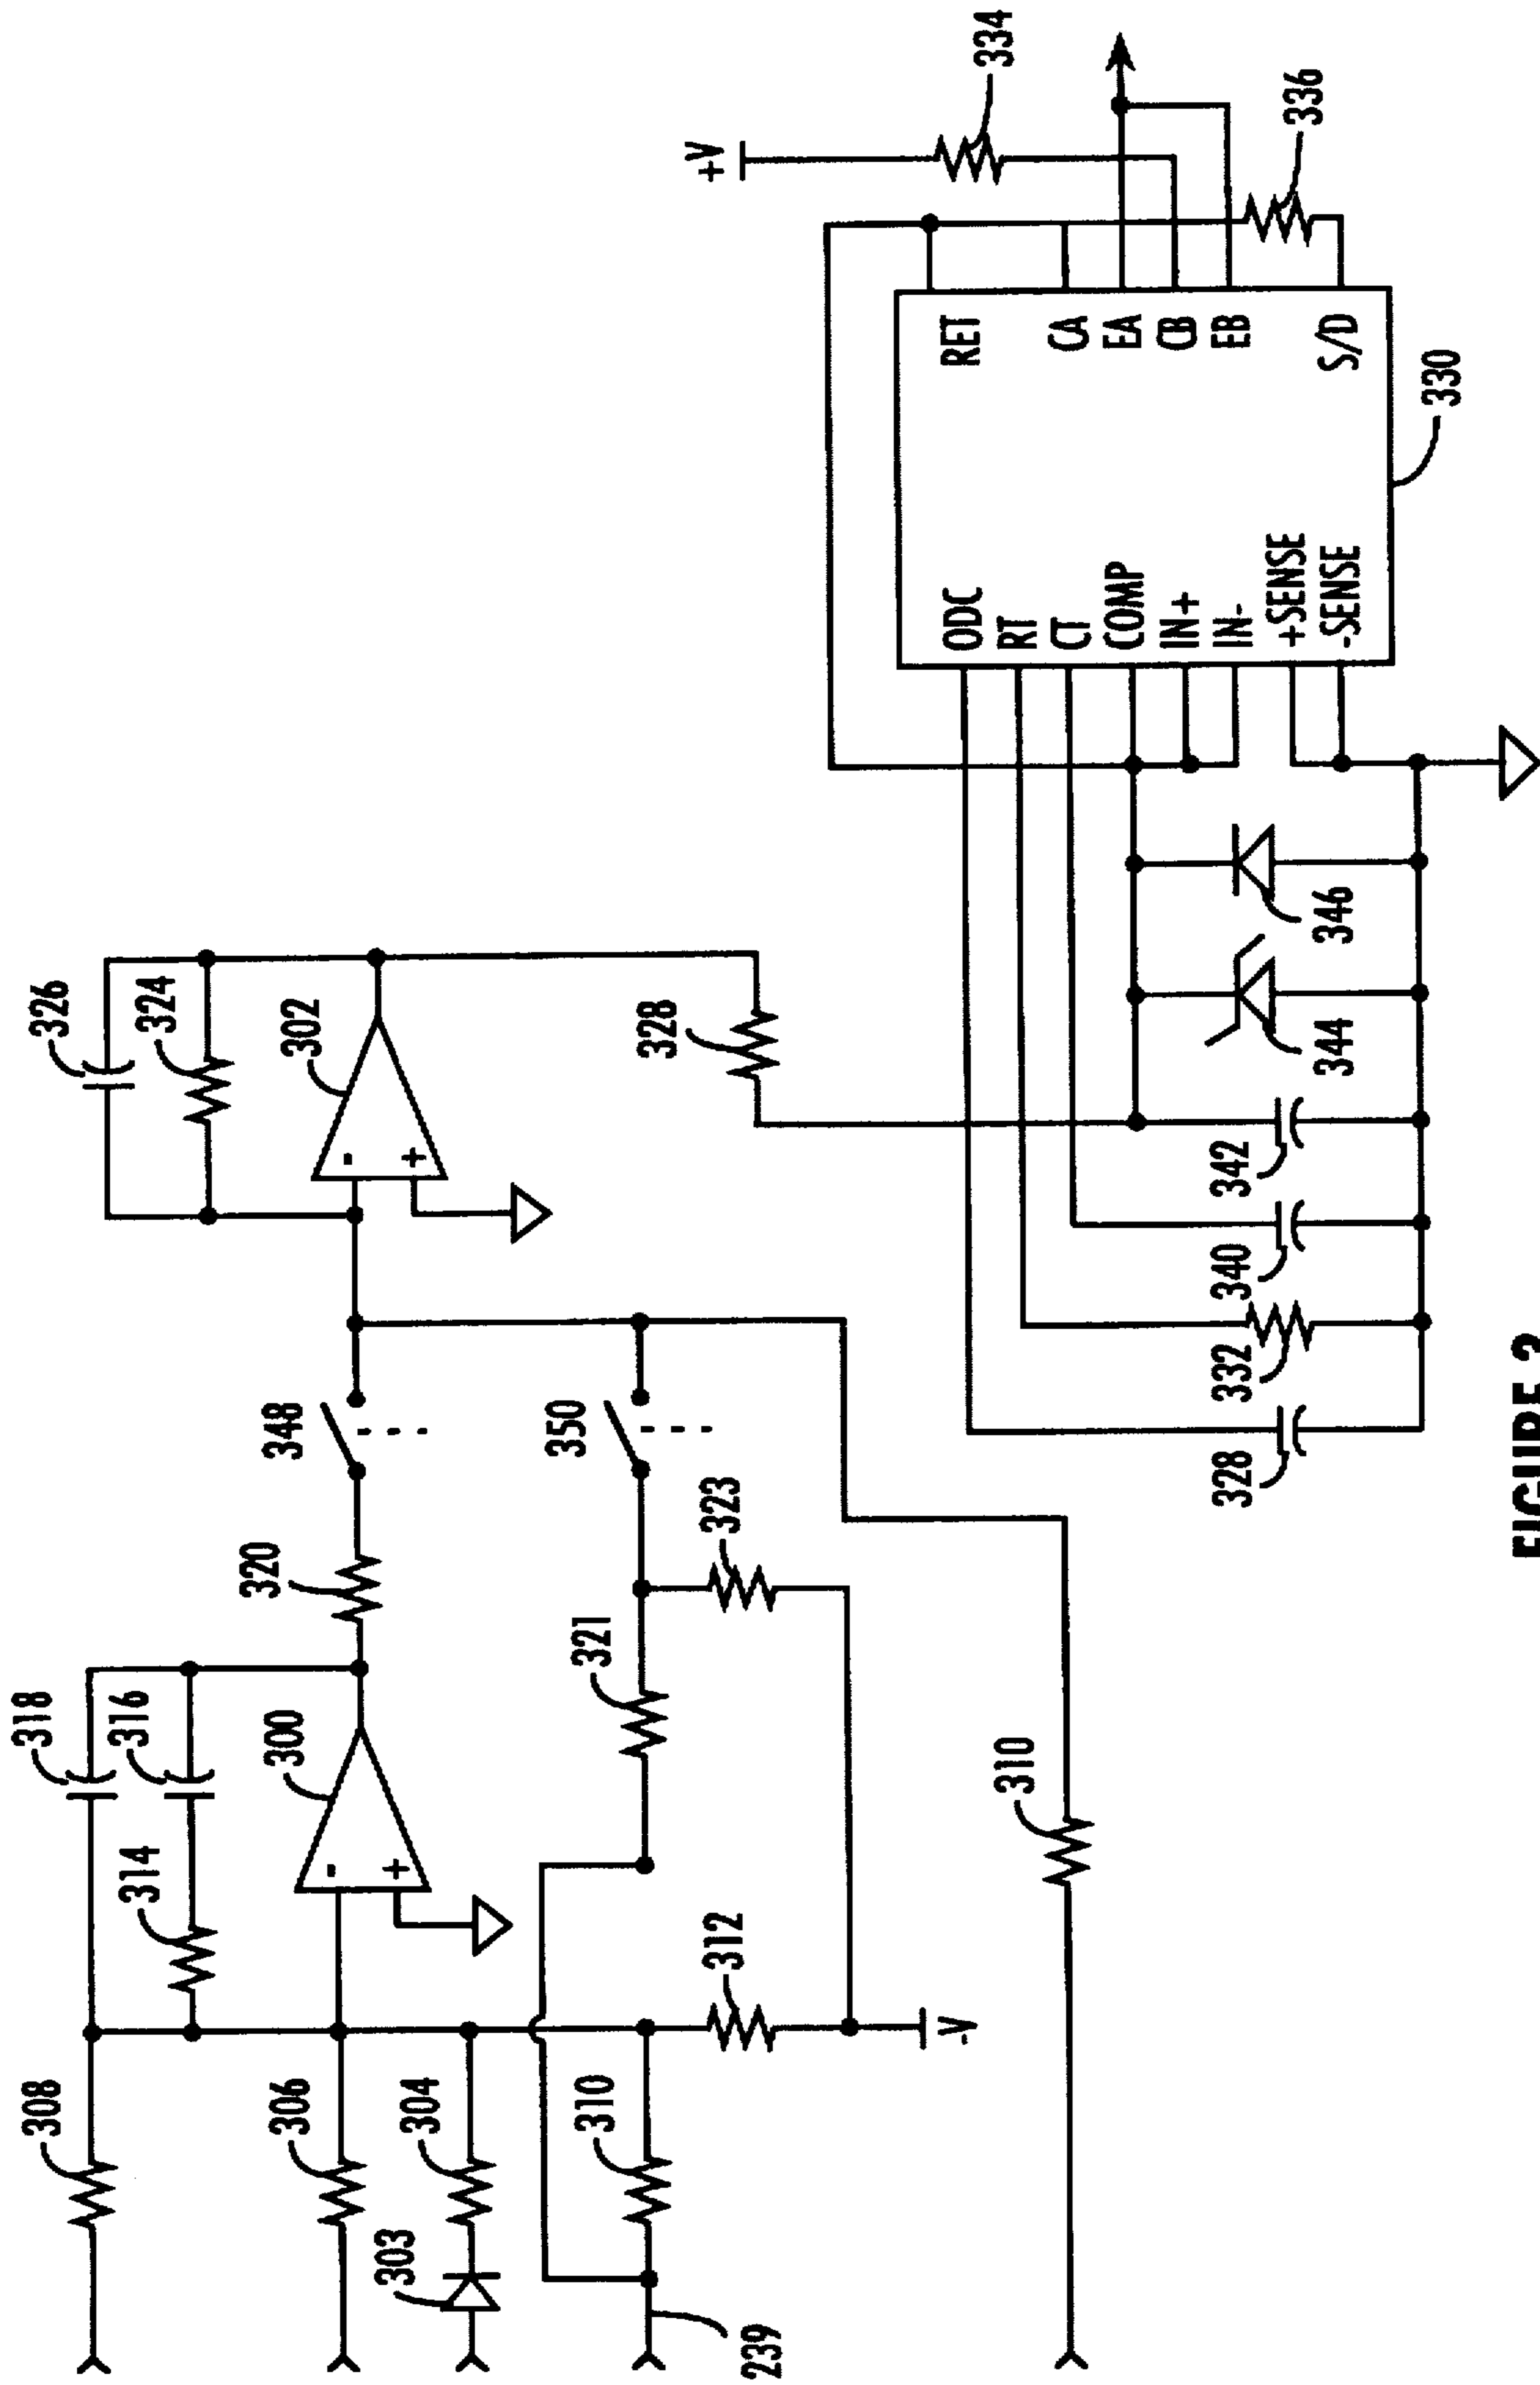 318
316
314
308
300
306
303
304
310
239
312
321
323
320
348
350
310
326
324
302
328
+
-
+
-
-V
328
332
340
342
344
346
ODC
RT
CT
COMP
IN+
IN-
+SENSE
-SENSE
RET
CA
EA
CB
EB
S/D
330
+V
334
336
FIGURE 3